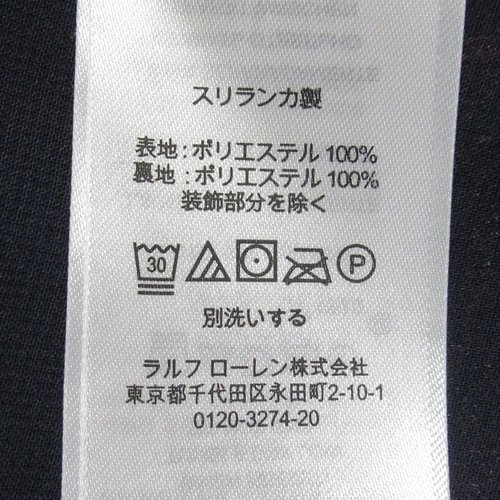 スリランカ製
表地:ポリエステル 100%
裏地:ポリエステル 100%
装飾部分を除く
30 P
別洗いする
ラルフ ローレン株式会社
東京都千代田区永田町2-10-1
0120-3274-20